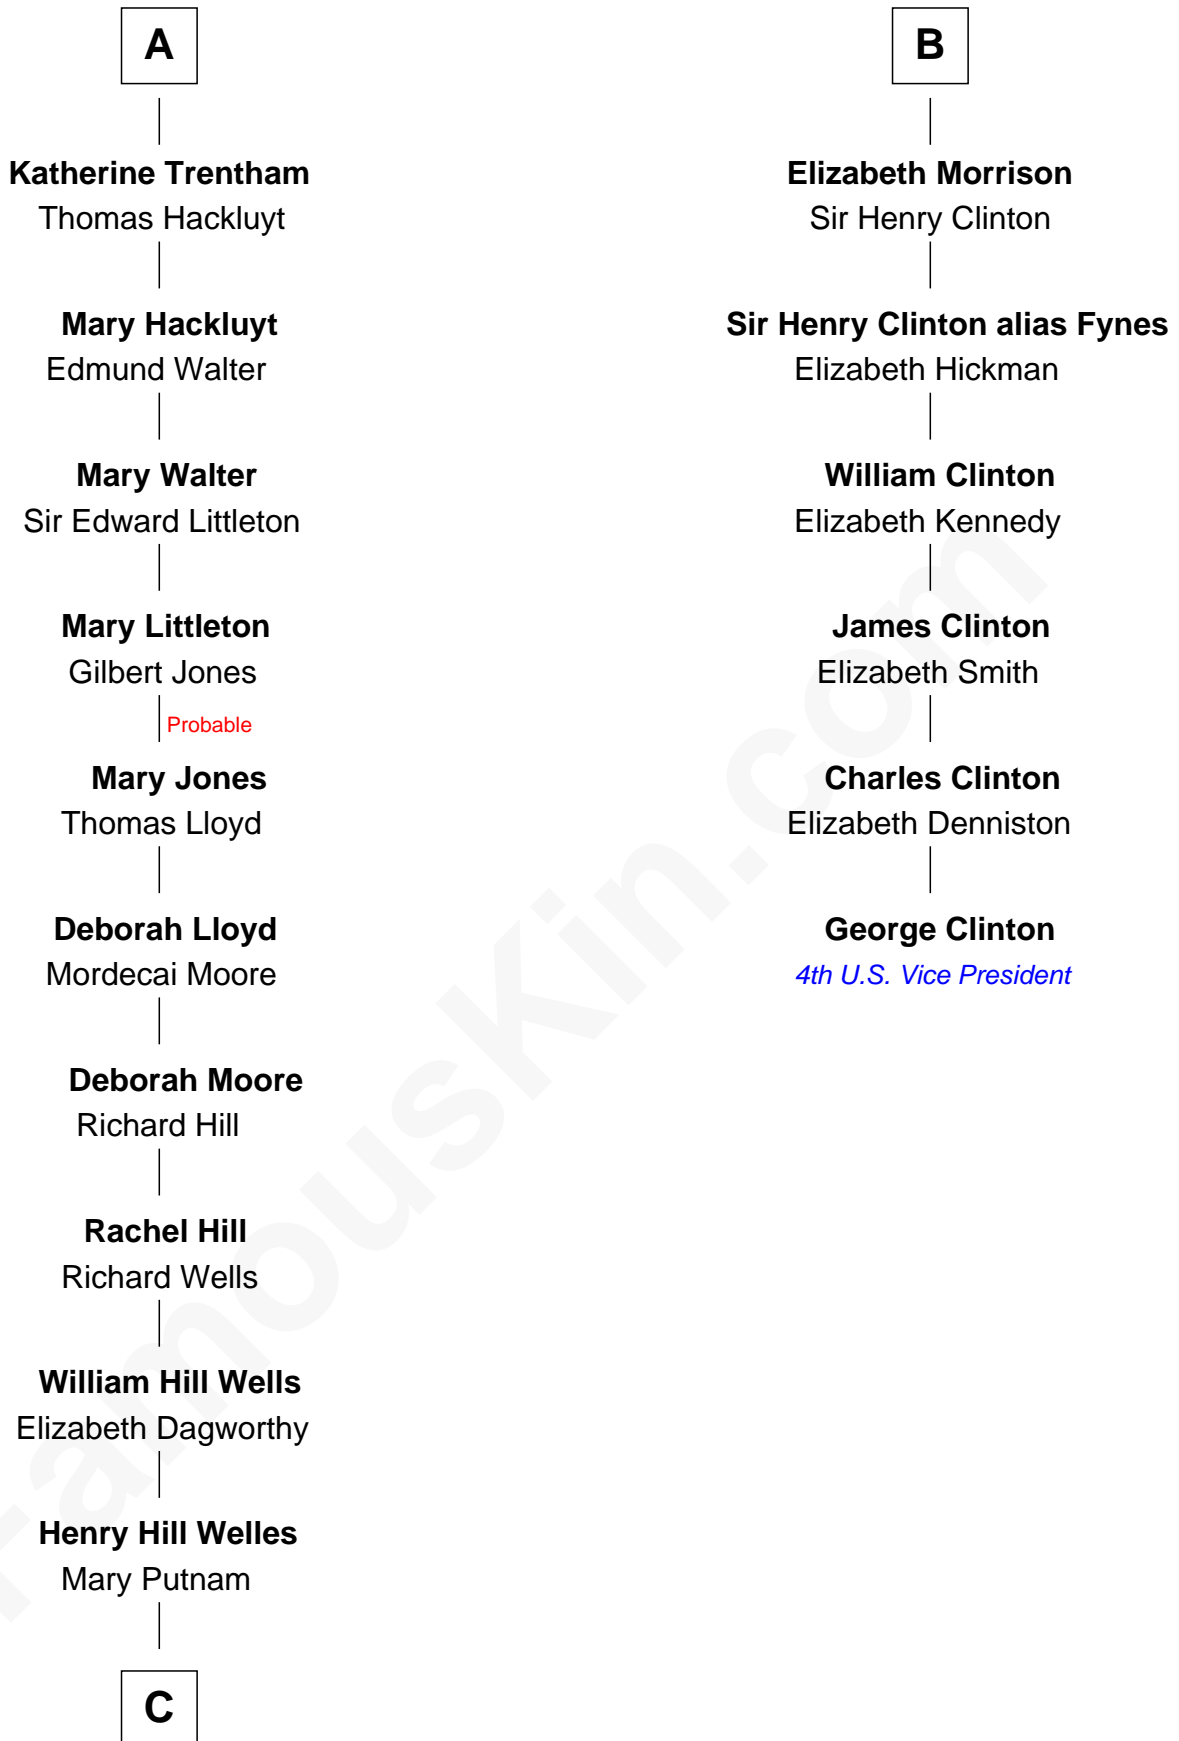 A
Katherine Trentham
Thomas Hackluyt
Mary Hackluyt
Edmund Walter
Mary Walter
Sir Edward Littleton
Mary Littleton
Gilbert Jones
Probable
Mary Jones
Thomas Lloyd
Deborah Lloyd
Mordecai Moore
Deborah Moore
Richard Hill
Rachel Hill
Richard Wells
William Hill Wells
Elizabeth Dagworthy
Henry Hill Welles
Mary Putnam
C
B
Elizabeth Morrison
Sir Henry Clinton
Sir Henry Clinton alias Fynes
Elizabeth Hickman
William Clinton
Elizabeth Kennedy
James Clinton
Elizabeth Smith
Charles Clinton
Elizabeth Denniston
George Clinton
4th U.S. Vice President
FamousKin.com